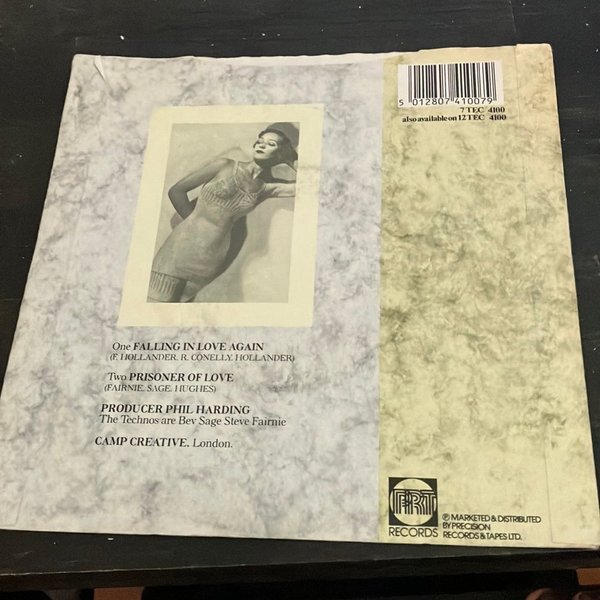 5 012807 410079
7 TEC 4100
also available on 12 TEC 4100
One FALLING IN LOVE AGAIN
(F. HOLLANDER. R. CONELLY. HOLLANDER)
Two PRISONER OF LOVE
(FAIRNIE. SAGE. HUGHES)
PRODUCER PHIL HARDING
The Technos are Bev Sage Steve Fairnie
CAMP CREATIVE. London.
PRT
RECORDS
℗ MARKETED & DISTRIBUTED
BY PRECISION
RECORDS & TAPES LTD.